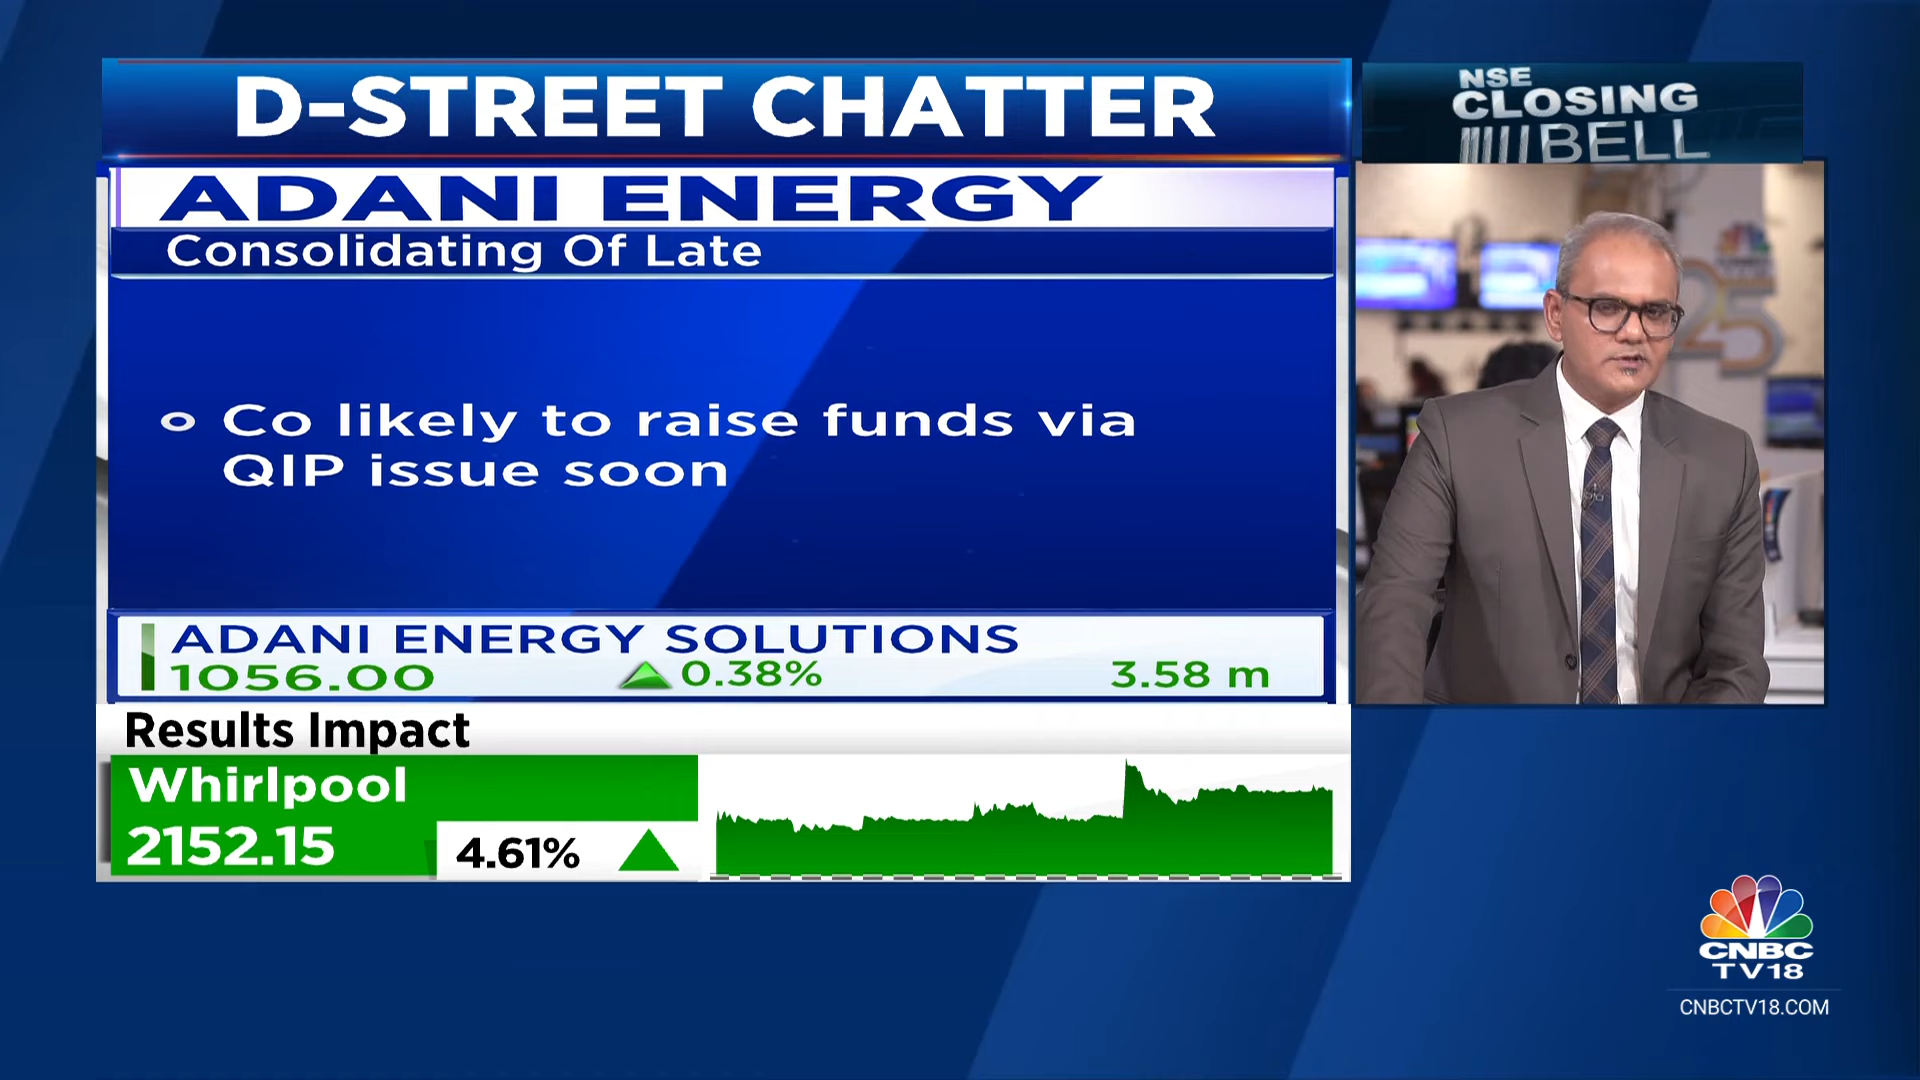 D-STREET CHATTER
NSE
CLOSING
BELL
ADANI ENERGY
Consolidating Of Late
Co likely to raise funds via
QIP issue soon
25
ADANI ENERGY SOLUTIONS
1056.00 0.38% 3.58 m
Results Impact
Whirlpool
2152.15 4.61%
CNBC
TV18
CNBCTV18.COM